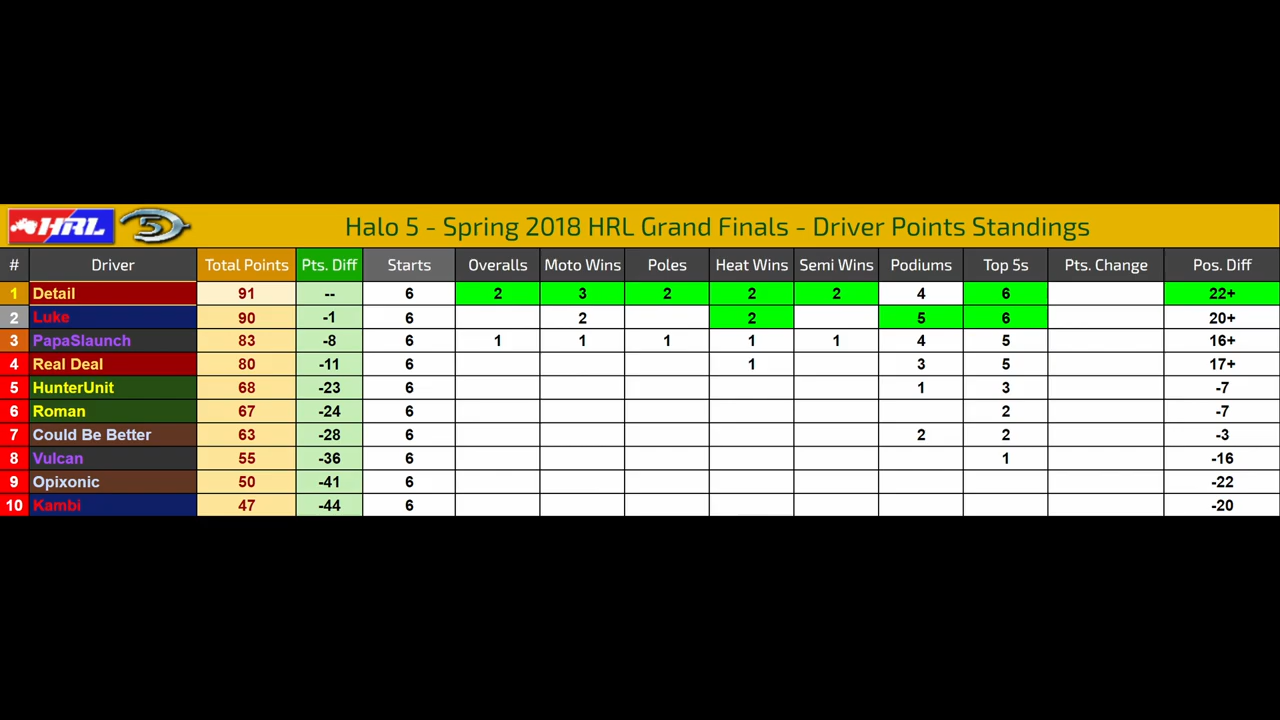 HRL 5 Halo 5 - Spring 2018 HRL Grand Finals - Driver Points Standings
# Driver Total Points Pts. Diff Starts Overalls Moto Wins Poles Heat Wins Semi Wins Podiums Top 5s Pts. Change Pos. Diff
1 Detail 91 -- 6 2 3 2 2 2 4 6 22+
2 Luke 90 -1 6 2 2 5 6 20+
3 PapaSlaunch 83 -8 6 1 1 1 1 1 4 5 16+
4 Real Deal 80 -11 6 1 3 5 17+
5 HunterUnit 68 -23 6 1 3 -7
6 Roman 67 -24 6 2 -7
7 Could Be Better 63 -28 6 2 2 -3
8 Vulcan 55 -36 6 1 -16
9 Opixonic 50 -41 6 -22
10 Kambi 47 -44 6 -20